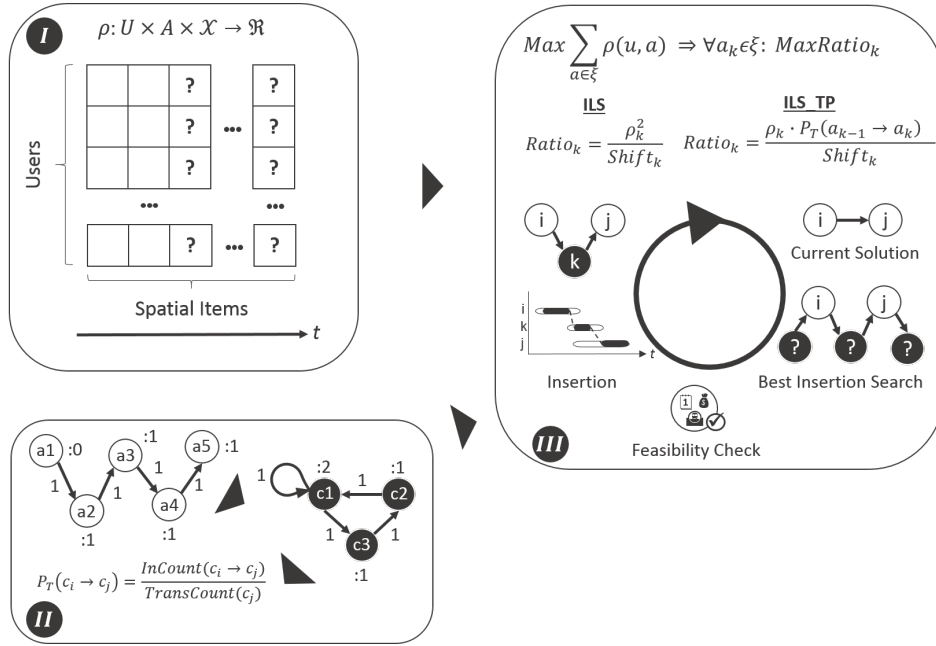 I
ρ: U × A × 𝒳 → ℜ
? ?
? ... ?
? ?
... ...
? ... ?
Users
Spatial Items
t
Max ∑ ρ(u, a) ⇒ ∀a_k ϵ ξ: MaxRatio_k
a∈ξ
ILS
Ratio_k = ρ_k^2 / Shift_k
ILS_TP
Ratio_k = ρ_k · P_T(a_{k-1} → a_k) / Shift_k
i j
k
i
k
j
t
Insertion
i j
Current Solution
i j
? ? ?
Best Insertion Search
1 $
Feasibility Check
III
a1 :0
1
a2
:1
1
a3
:1
1
a4
:1
1
a5 :1
1
:2
c1
1
c2
:1
1
c3
:1
1
P_T(c_i → c_j) = InCount(c_i → c_j) / TransCount(c_j)
II